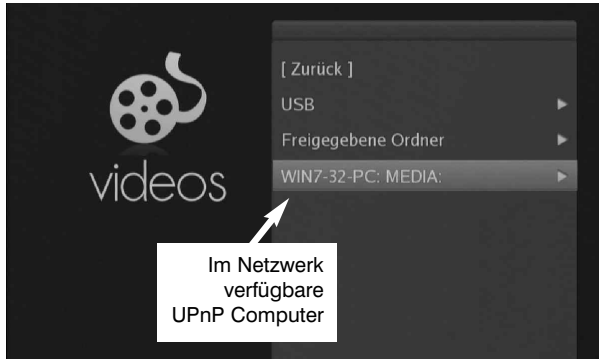 videos
[ Zurück ]
USB
Freigegebene Ordner
WIN7-32-PC: MEDIA:
Im Netzwerk
verfügbare
UPnP Computer